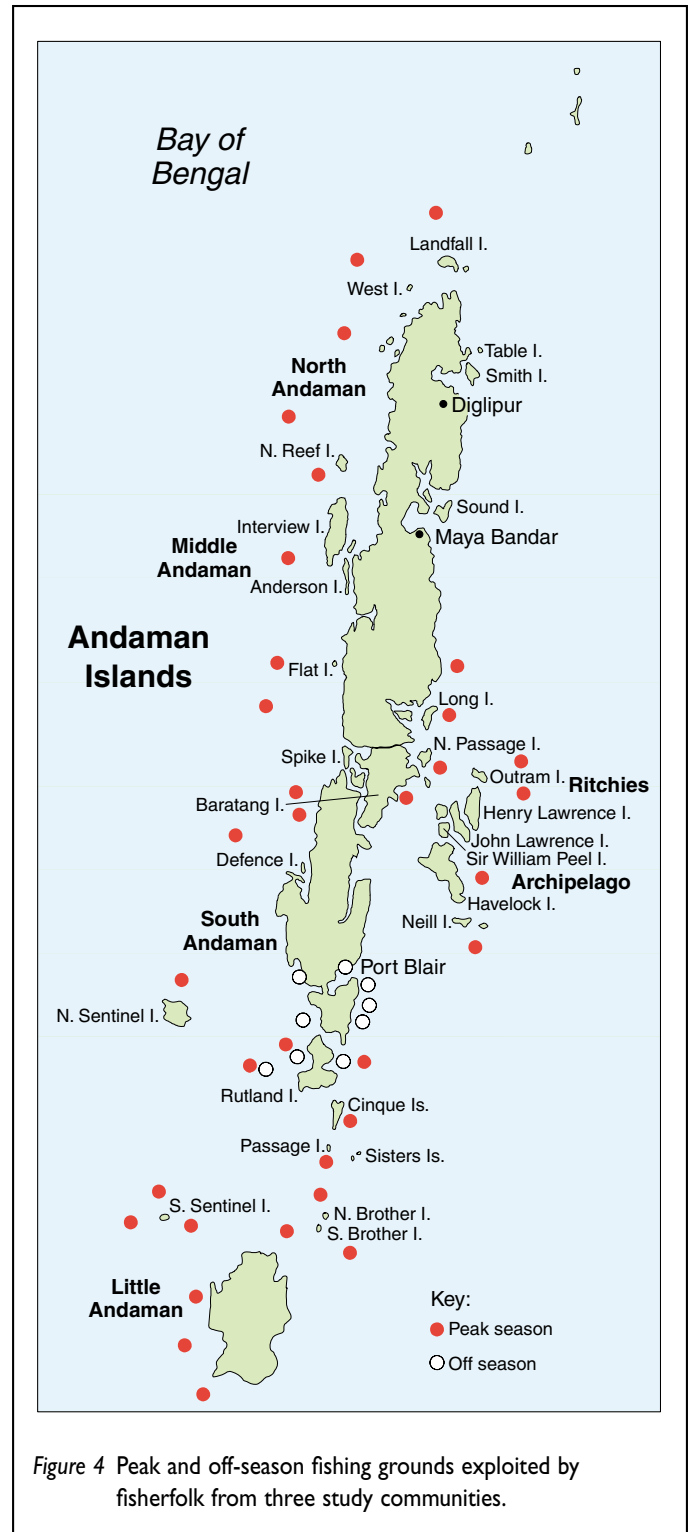 Bay of
Bengal
Landfall I.
West I.
Table I.
North
Andaman
Smith I.
Diglipur
N. Reef I.
Sound I.
Interview I.
Maya Bandar
Middle
Andaman
Anderson I.
Andaman
Islands
Flat I.
Long I.
N. Passage I.
Spike I.
Outram I.
Ritchies
Baratang I.
Henry Lawrence I.
John Lawrence I.
Sir William Peel I.
Defence I.
Archipelago
Havelock I.
South
Andaman
Neill I.
Port Blair
N. Sentinel I.
Rutland I.
Cinque Is.
Passage I.
Sisters Is.
S. Sentinel I.
N. Brother I.
S. Brother I.
Little
Andaman
Key:
Peak season
Off season
Figure 4 Peak and off-season fishing grounds exploited by
fisherfolk from three study communities.